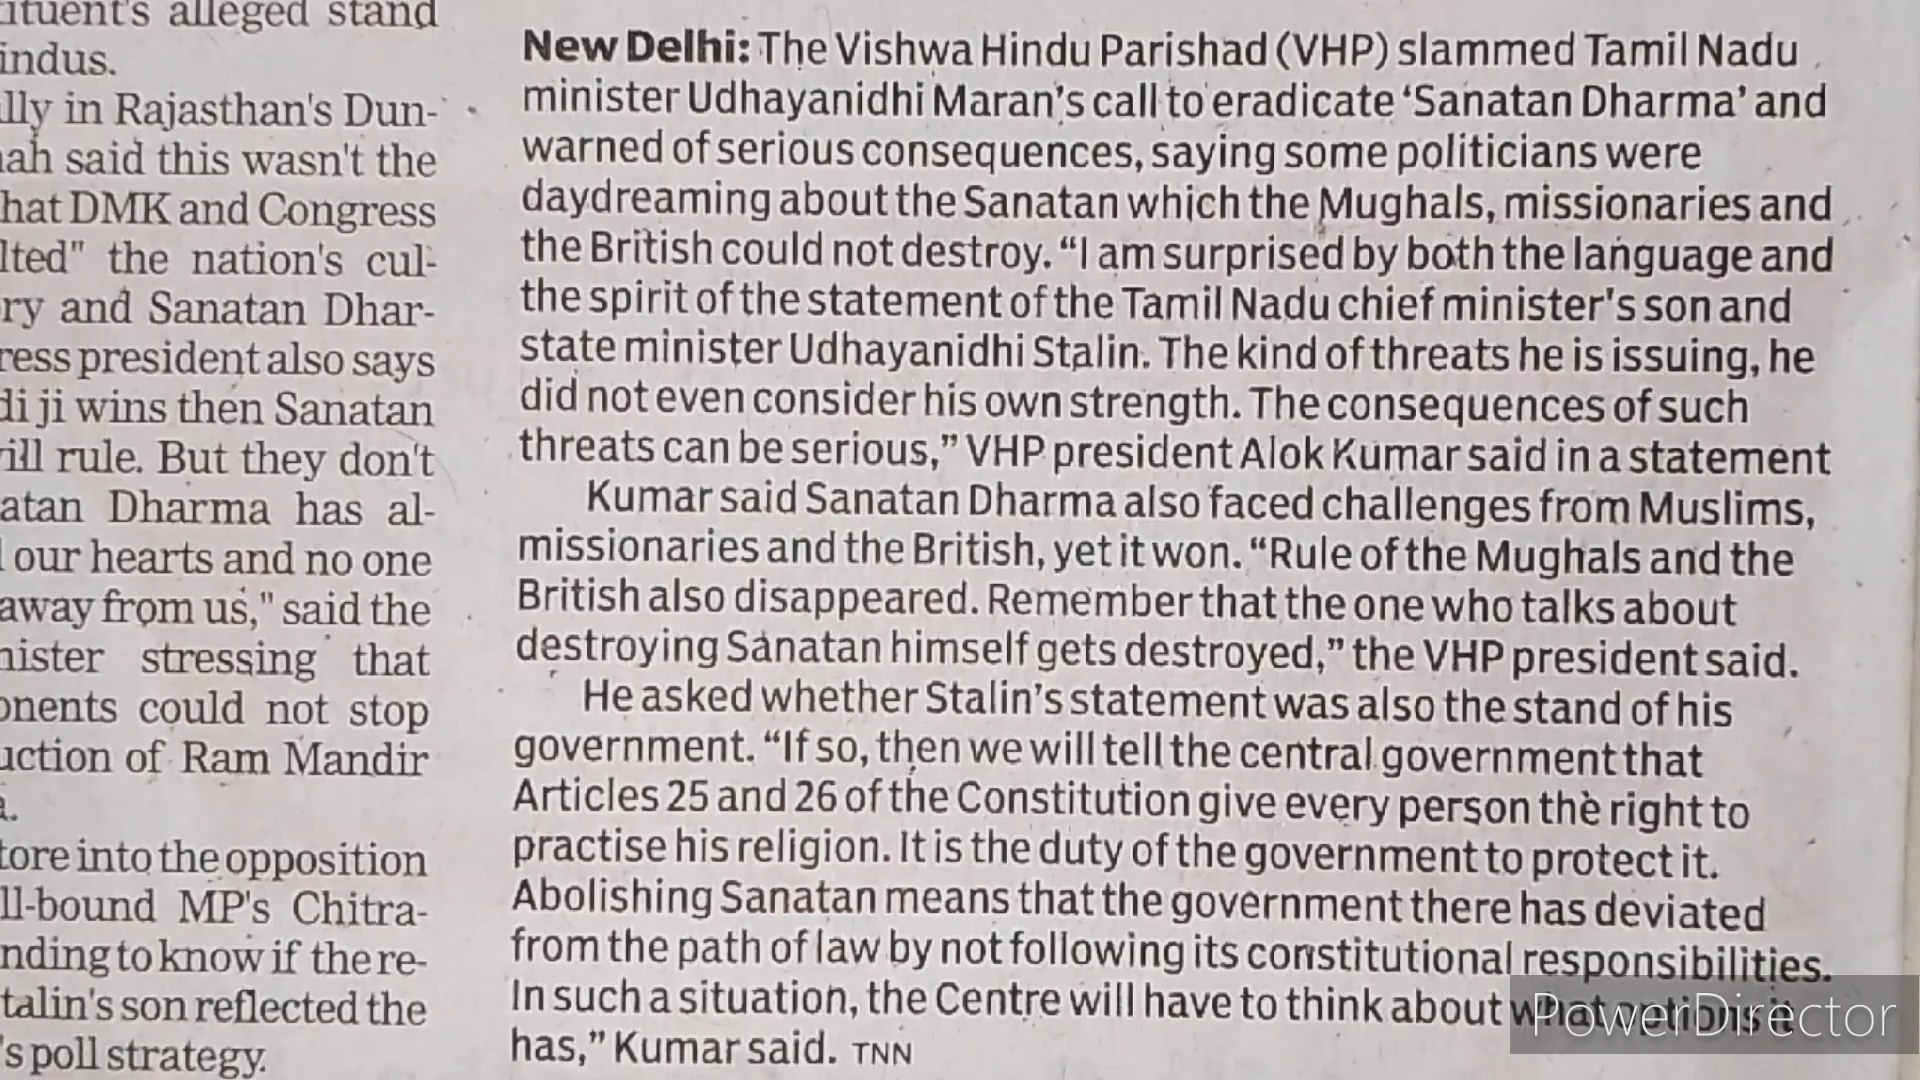 ituent's alleged stand
indus.
lly in Rajasthan's Dun-
ah said this wasn't the
hat DMK and Congress
lted" the nation's cul-
ry and Sanatan Dhar-
ress president also says
di ji wins then Sanatan
ill rule. But they don't
atan Dharma has al-
our hearts and no one
away from us," said the
nister stressing that
onents could not stop
uction of Ram Mandir
a.
tore into the opposition
ll-bound MP's Chitra-
nding to know if the re-
talin's son reflected the
's poll strategy.
New Delhi: The Vishwa Hindu Parishad (VHP) slammed Tamil Nadu
minister Udhayanidhi Maran's call to eradicate ‘Sanatan Dharma’ and
warned of serious consequences, saying some politicians were
daydreaming about the Sanatan which the Mughals, missionaries and
the British could not destroy. “I am surprised by both the language and
the spirit of the statement of the Tamil Nadu chief minister's son and
state minister Udhayanidhi Stalin. The kind of threats he is issuing, he
did not even consider his own strength. The consequences of such
threats can be serious,” VHP president Alok Kumar said in a statement
Kumar said Sanatan Dharma also faced challenges from Muslims,
missionaries and the British, yet it won. “Rule of the Mughals and the
British also disappeared. Remember that the one who talks about
destroying Sanatan himself gets destroyed,” the VHP president said.
He asked whether Stalin’s statement was also the stand of his
government. “If so, then we will tell the central government that
Articles 25 and 26 of the Constitution give every person the right to
practise his religion. It is the duty of the government to protect it.
Abolishing Sanatan means that the government there has deviated
from the path of law by not following its constitutional responsibilities.
In such a situation, the Centre will have to think about what options it
has,” Kumar said. TNN
PowerDirector